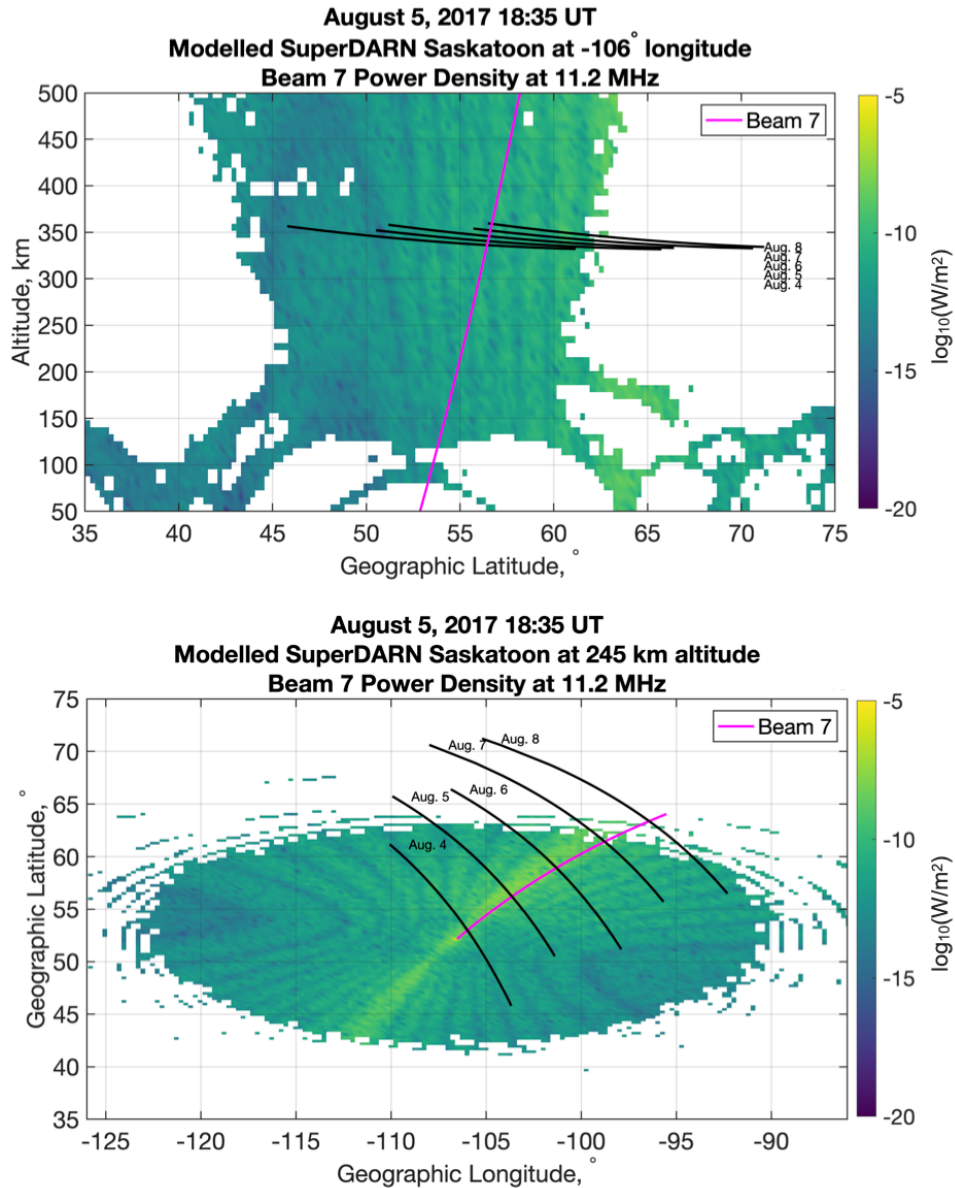 August 5, 2017 18:35 UT
Modelled SuperDARN Saskatoon at -106° longitude
Beam 7 Power Density at 11.2 MHz
500
450
400
350
300
250
200
150
100
50
Altitude, km
Beam 7
Aug. 8
Aug. 7
Aug. 6
Aug. 5
Aug. 4
35 40 45 50 55 60 65 70 75
Geographic Latitude, °
-5
-10
-15
-20
log₁₀(W/m²)
August 5, 2017 18:35 UT
Modelled SuperDARN Saskatoon at 245 km altitude
Beam 7 Power Density at 11.2 MHz
75
70
65
60
55
50
45
40
35
Geographic Latitude, °
Beam 7
Aug. 7
Aug. 8
Aug. 5
Aug. 6
Aug. 4
-125 -120 -115 -110 -105 -100 -95 -90
Geographic Longitude, °
-5
-10
-15
-20
log₁₀(W/m²)